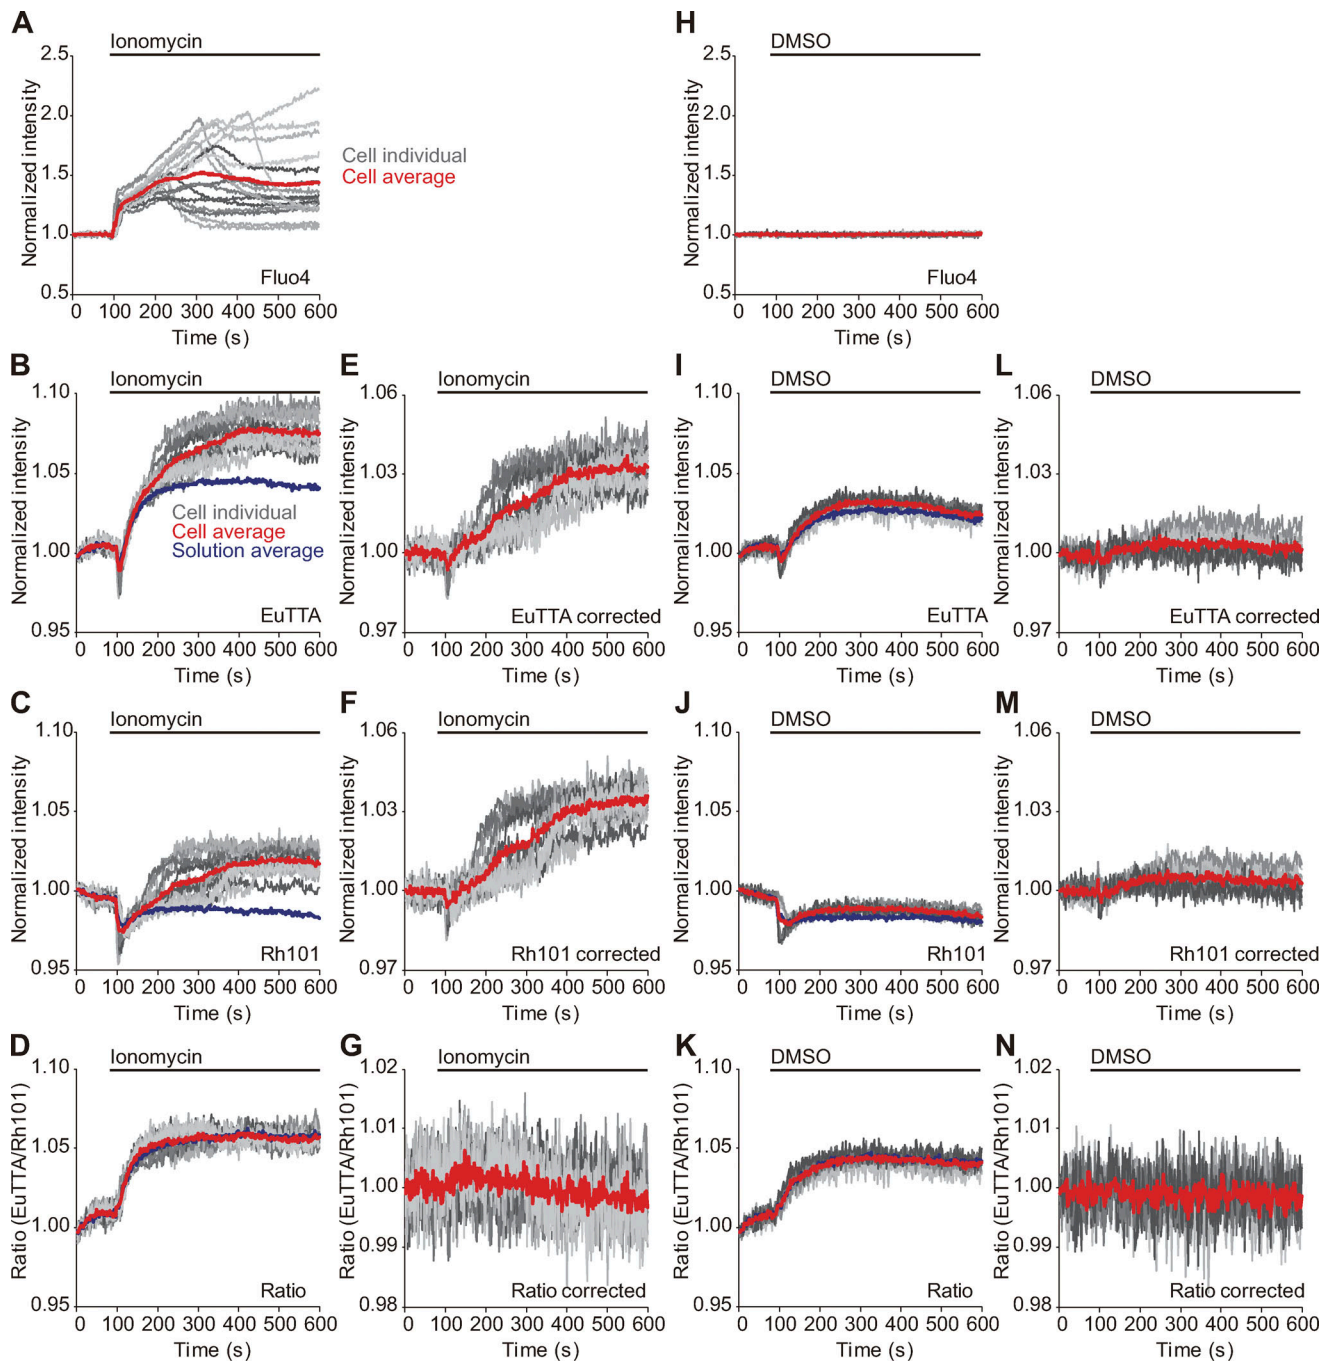 A
Ionomycin
Normalized intensity
2.5
2.0
1.5
1.0
0.5
Cell individual
Cell average
Fluo4
0 100 200 300 400 500 600
Time (s)
H
DMSO
Normalized intensity
2.5
2.0
1.5
1.0
0.5
Fluo4
0 100 200 300 400 500 600
Time (s)
B
Ionomycin
Normalized intensity
1.10
1.05
1.00
0.95
Cell individual
Cell average
Solution average
EuTTA
0 100 200 300 400 500 600
Time (s)
E
Ionomycin
Normalized intensity
1.06
1.03
1.00
0.97
EuTTA corrected
0 100 200 300 400 500 600
Time (s)
I
DMSO
Normalized intensity
1.10
1.05
1.00
0.95
EuTTA
0 100 200 300 400 500 600
Time (s)
L
DMSO
Normalized intensity
1.06
1.03
1.00
0.97
EuTTA corrected
0 100 200 300 400 500 600
Time (s)
C
Ionomycin
Normalized intensity
1.10
1.05
1.00
0.95
Rh101
0 100 200 300 400 500 600
Time (s)
F
Ionomycin
Normalized intensity
1.06
1.03
1.00
0.97
Rh101 corrected
0 100 200 300 400 500 600
Time (s)
J
DMSO
Normalized intensity
1.10
1.05
1.00
0.95
Rh101
0 100 200 300 400 500 600
Time (s)
M
DMSO
Normalized intensity
1.06
1.03
1.00
0.97
Rh101 corrected
0 100 200 300 400 500 600
Time (s)
D
Ionomycin
Ratio (EuTTA/Rh101)
1.10
1.05
1.00
0.95
Ratio
0 100 200 300 400 500 600
Time (s)
G
Ionomycin
Ratio (EuTTA/Rh101)
1.02
1.01
1.00
0.99
0.98
Ratio corrected
0 100 200 300 400 500 600
Time (s)
K
DMSO
Ratio (EuTTA/Rh101)
1.10
1.05
1.00
0.95
Ratio
0 100 200 300 400 500 600
Time (s)
N
DMSO
Ratio (EuTTA/Rh101)
1.02
1.01
1.00
0.99
0.98
Ratio corrected
0 100 200 300 400 500 600
Time (s)